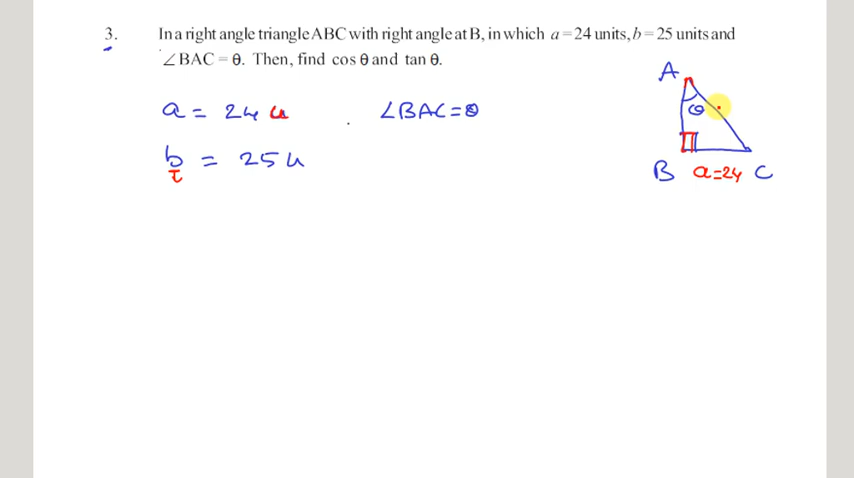 3. In a right angle triangle ABC with right angle at B, in which a = 24 units, b = 25 units and
∠BAC = θ. Then, find cos θ and tan θ.
a = 24 u ∠BAC = θ
b = 25 u
A
θ
B a=24 C